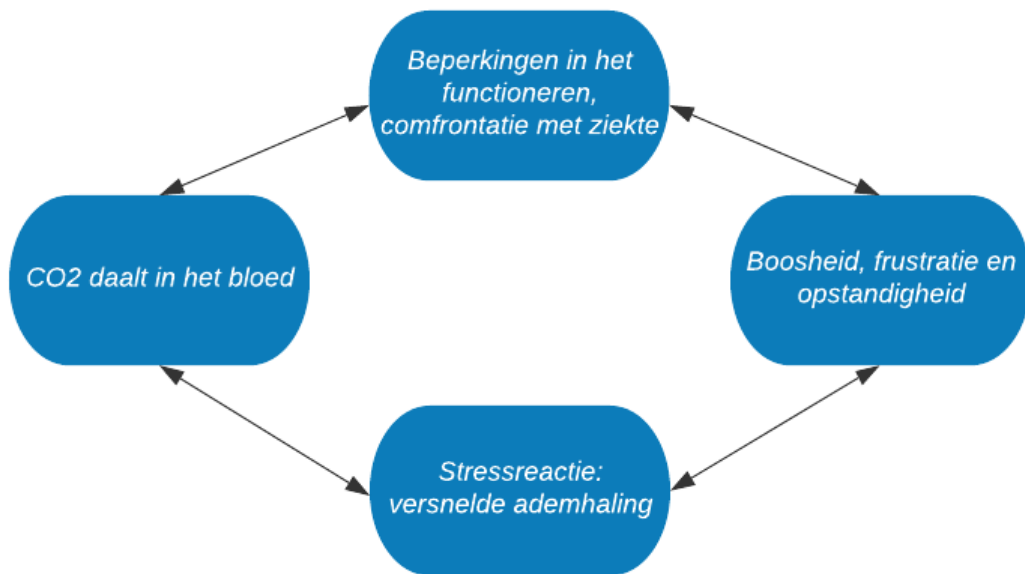 Beperkingen in het
functioneren,
comfrontatie met ziekte
CO2 daalt in het bloed
Boosheid, frustratie en
opstandigheid
Stressreactie:
versnelde ademhaling